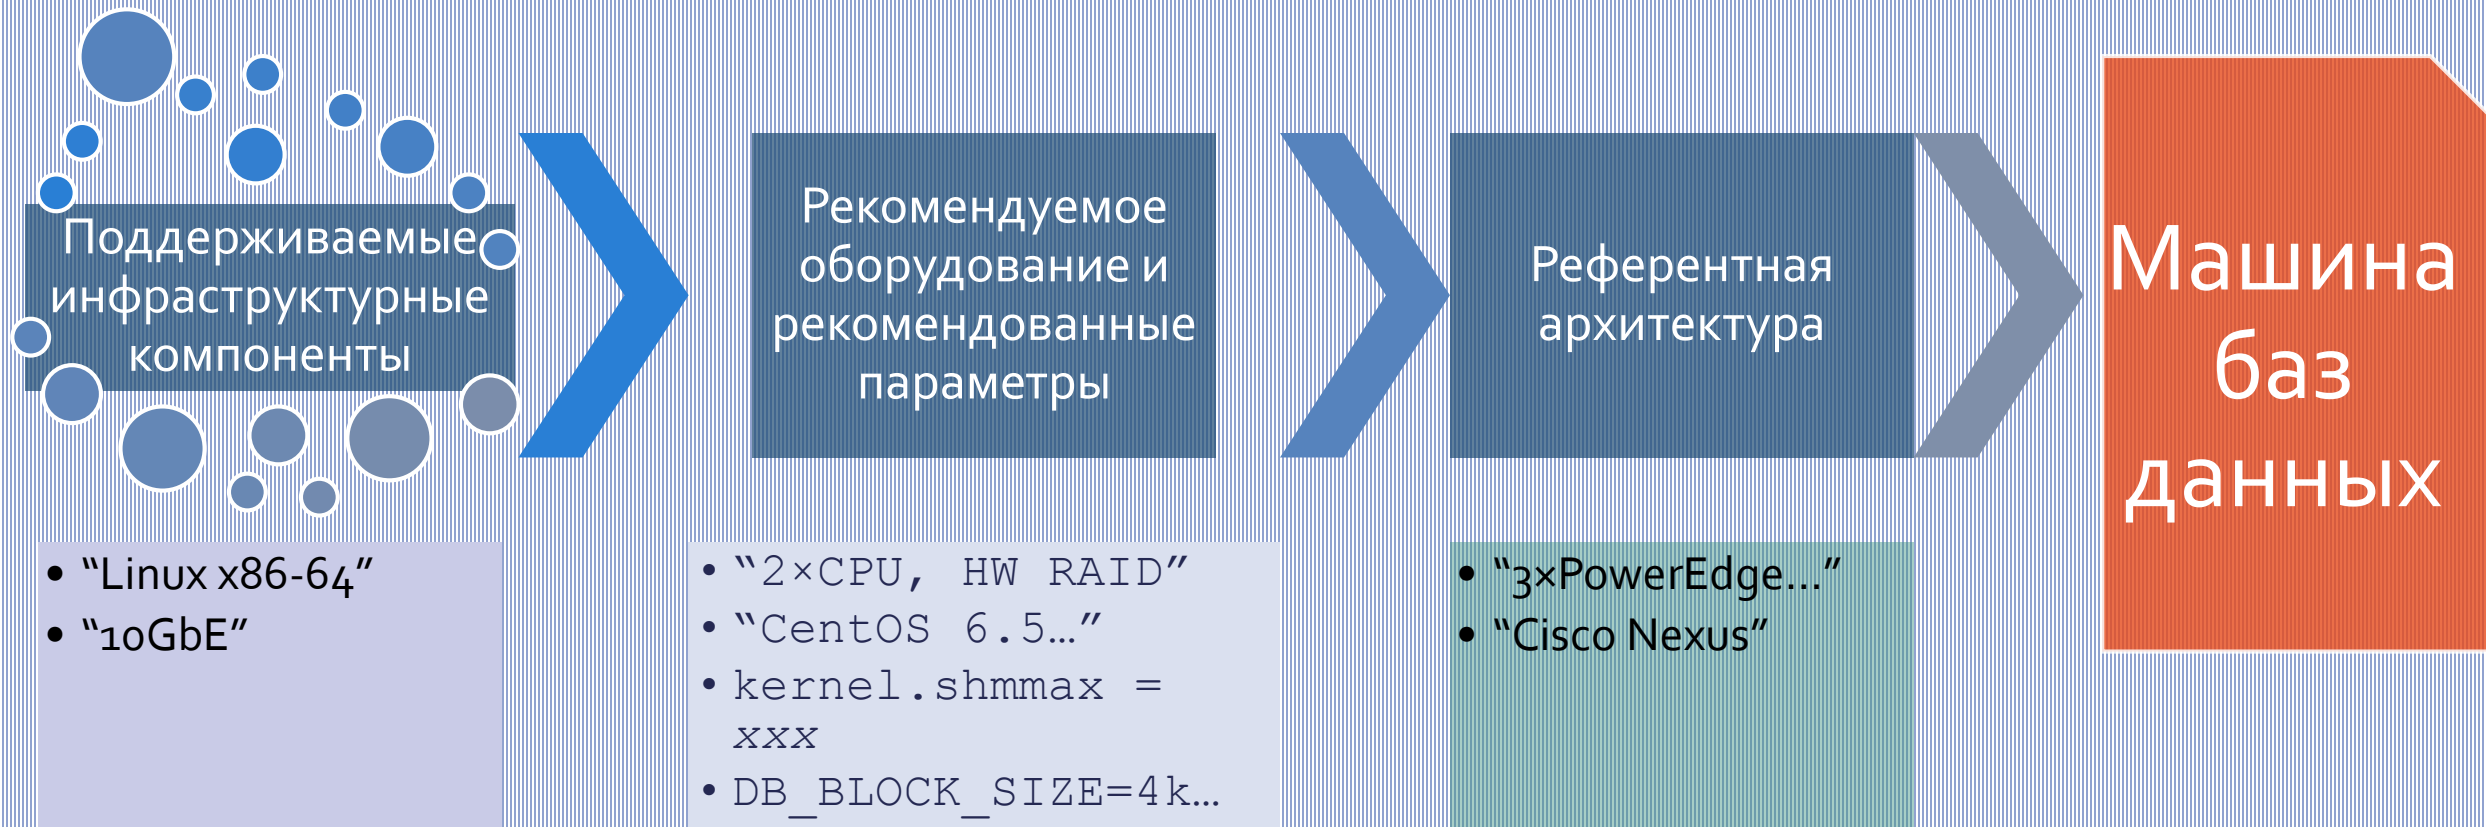 Поддерживаемые
инфраструктурные
компоненты
Рекомендуемое
оборудование и
рекомендованные
параметры
Референтная
архитектура
Машина
баз
данных
• “Linux x86-64”
• “10GbE”
• “2×CPU, HW RAID”
• “CentOS 6.5…”
• kernel.shmmax =
xxx
• DB_BLOCK_SIZE=4k…
• “3×PowerEdge…”
• “Cisco Nexus”